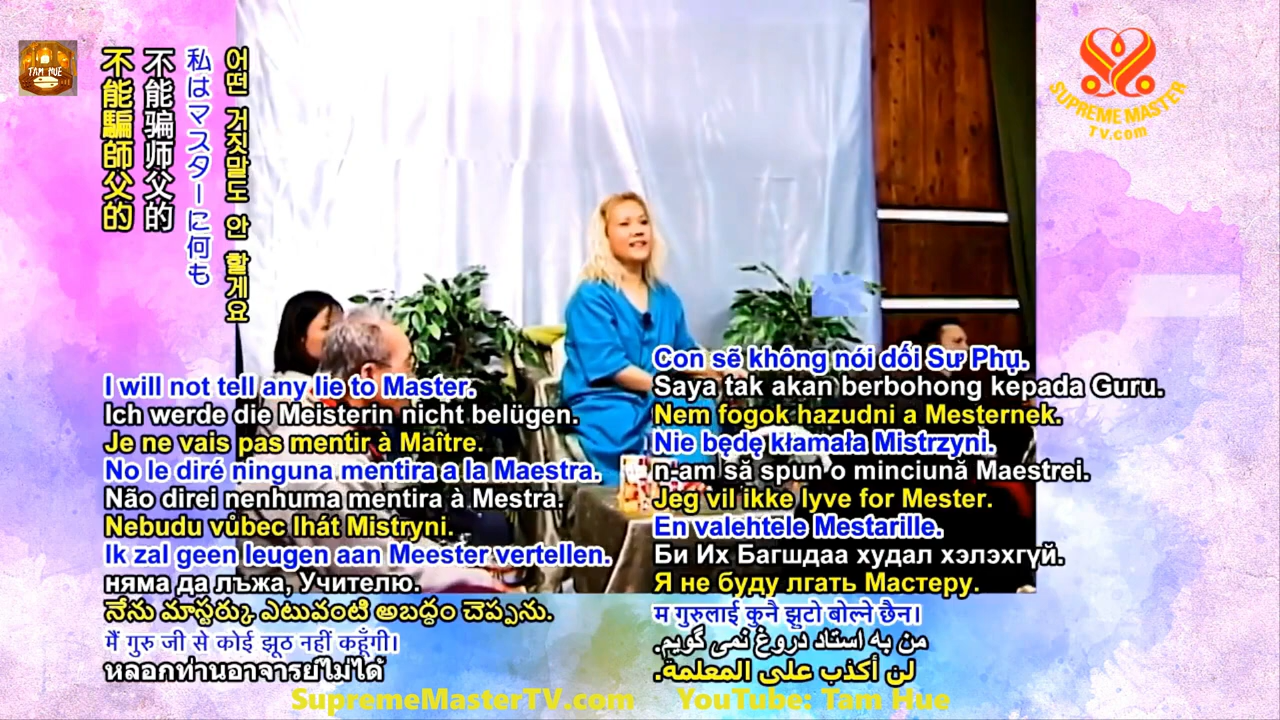 TAM HUE
不能騙師父的
不能骗师父的
私はマスターに何も
어떤 거짓말도 안 할게요
SUPREME MASTER
TV.com
I will not tell any lie to Master.
Ich werde die Meisterin nicht belügen.
Je ne vais pas mentir à Maître.
No le diré ninguna mentira a la Maestra.
Não direi nenhuma mentira à Mestra.
Nebudu vůbec lhát Mistryni.
Ik zal geen leugen aan Meester vertellen.
няма да лъжа, Учителю.
నేను మాస్టర్కు ఎటువంటి అబద్ధం చెప్పను.
मैं गुरु जी से कोई झूठ नहीं कहूँगी।
หลอกท่านอาจารย์ไม่ได้
Con sẽ không nói dối Sư Phụ.
Saya tak akan berbohong kepada Guru.
Nem fogok hazudni a Mesternek.
Nie będę kłamała Mistrzyni.
n-am să spun o minciună Maestrei.
Jeg vil ikke lyve for Mester.
En valehtele Mestarille.
Би Их Багшдаа худал хэлэхгүй.
Я не буду лгать Мастеру.
म गुरुलाई कुनै झुटो बोल्ने छैन।
من به استاد دروغ نمی گویم.
لن أكذب على المعلمة.
SupremeMasterTV.com
YouTube: Tam Hue